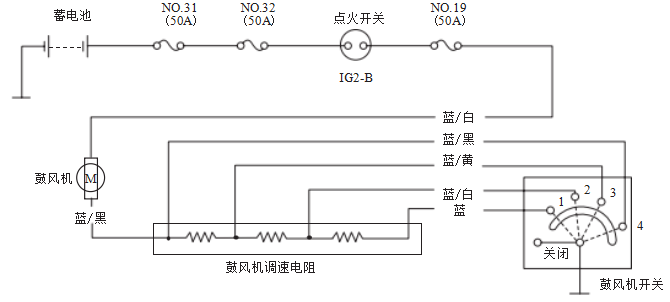 蓄电池
NO.31
(50A)
NO.32
(50A)
点火开关
IG2-B
NO.19
(50A)
蓝/白
蓝/黑
蓝/黄
蓝/白
蓝
鼓风机
M
蓝/黑
鼓风机调速电阻
1
2
3
4
关闭
鼓风机开关